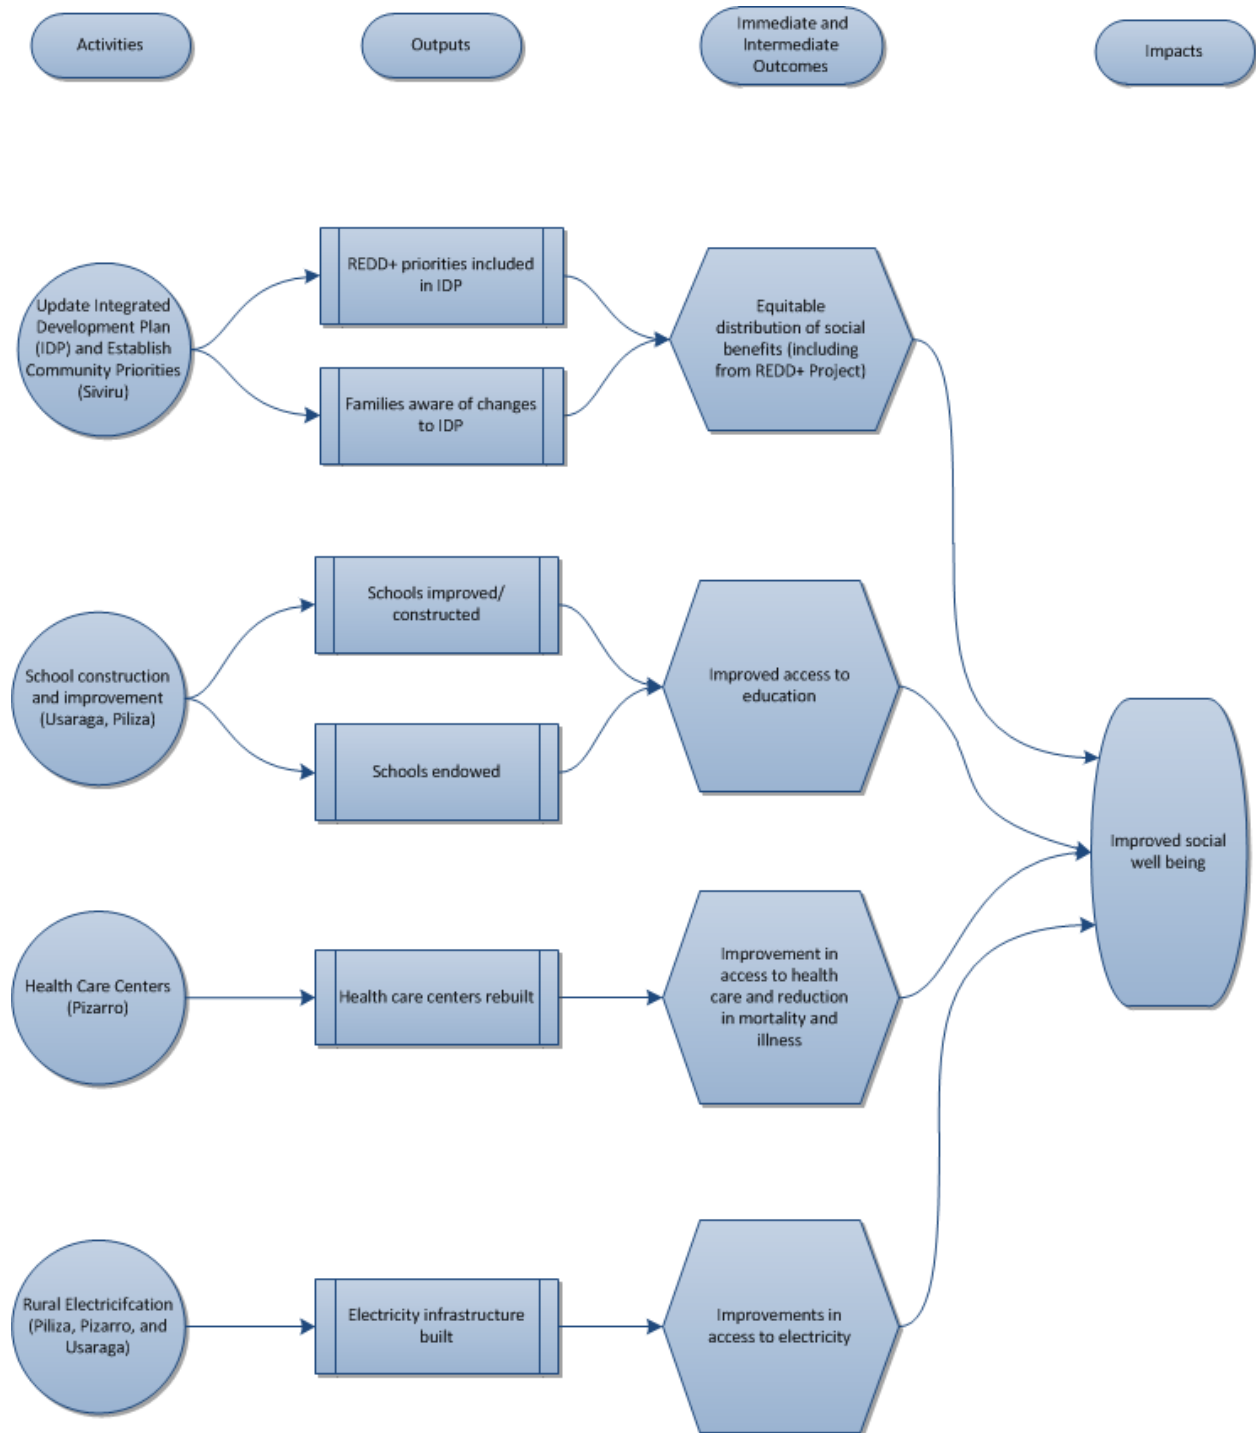 Activities
Outputs
Immediate and
Intermediate
Outcomes
Impacts
Update Integrated
Development Plan
(IDP) and Establish
Community Priorities
(Siviru)
REDD+ priorities included
in IDP
Families aware of changes
to IDP
Equitable
distribution of social
benefits (including
from REDD+ Project)
School construction
and improvement
(Usaraga, Piliza)
Schools improved/
constructed
Schools endowed
Improved access to
education
Improved social
well being
Health Care Centers
(Pizarro)
Health care centers rebuilt
Improvement in
access to health
care and reduction
in mortality and
illness
Rural Electricifcation
(Piliza, Pizarro, and
Usaraga)
Electricity infrastructure
built
Improvements in
access to electricity